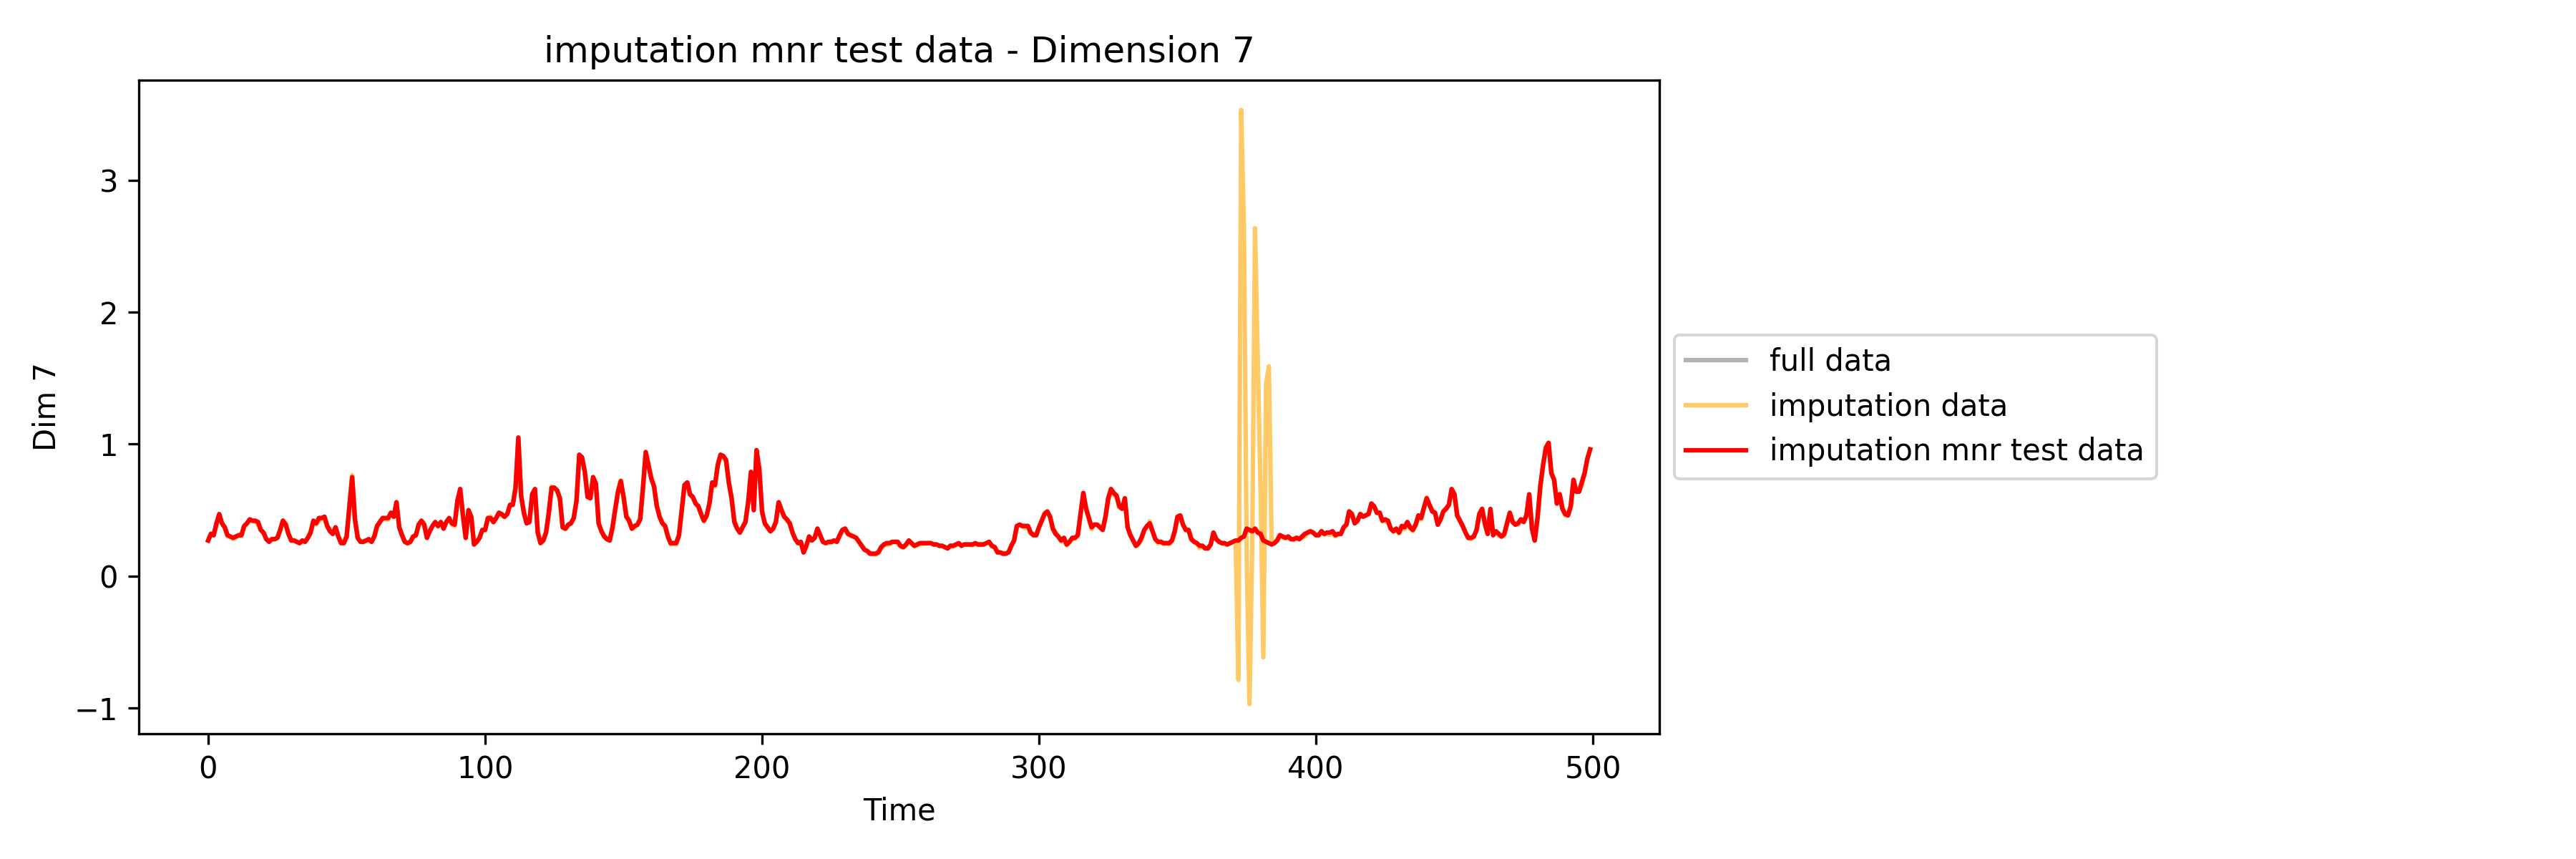 imputation mnr test data - Dimension 7
3
2
1
0
−1
Dim 7
0 100 200 300 400 500
Time
full data
imputation data
imputation mnr test data